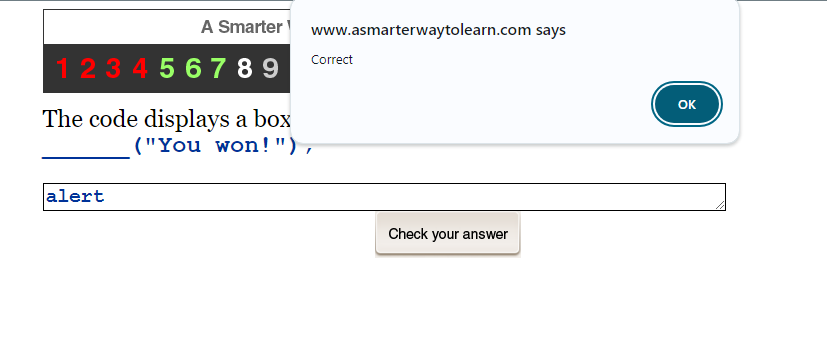 A Smarter
www.asmarterwaytolearn.com says
Correct
OK
1 2 3 4 5 6 7 8 9
The code displays a box
______("You won!");
alert
Check your answer